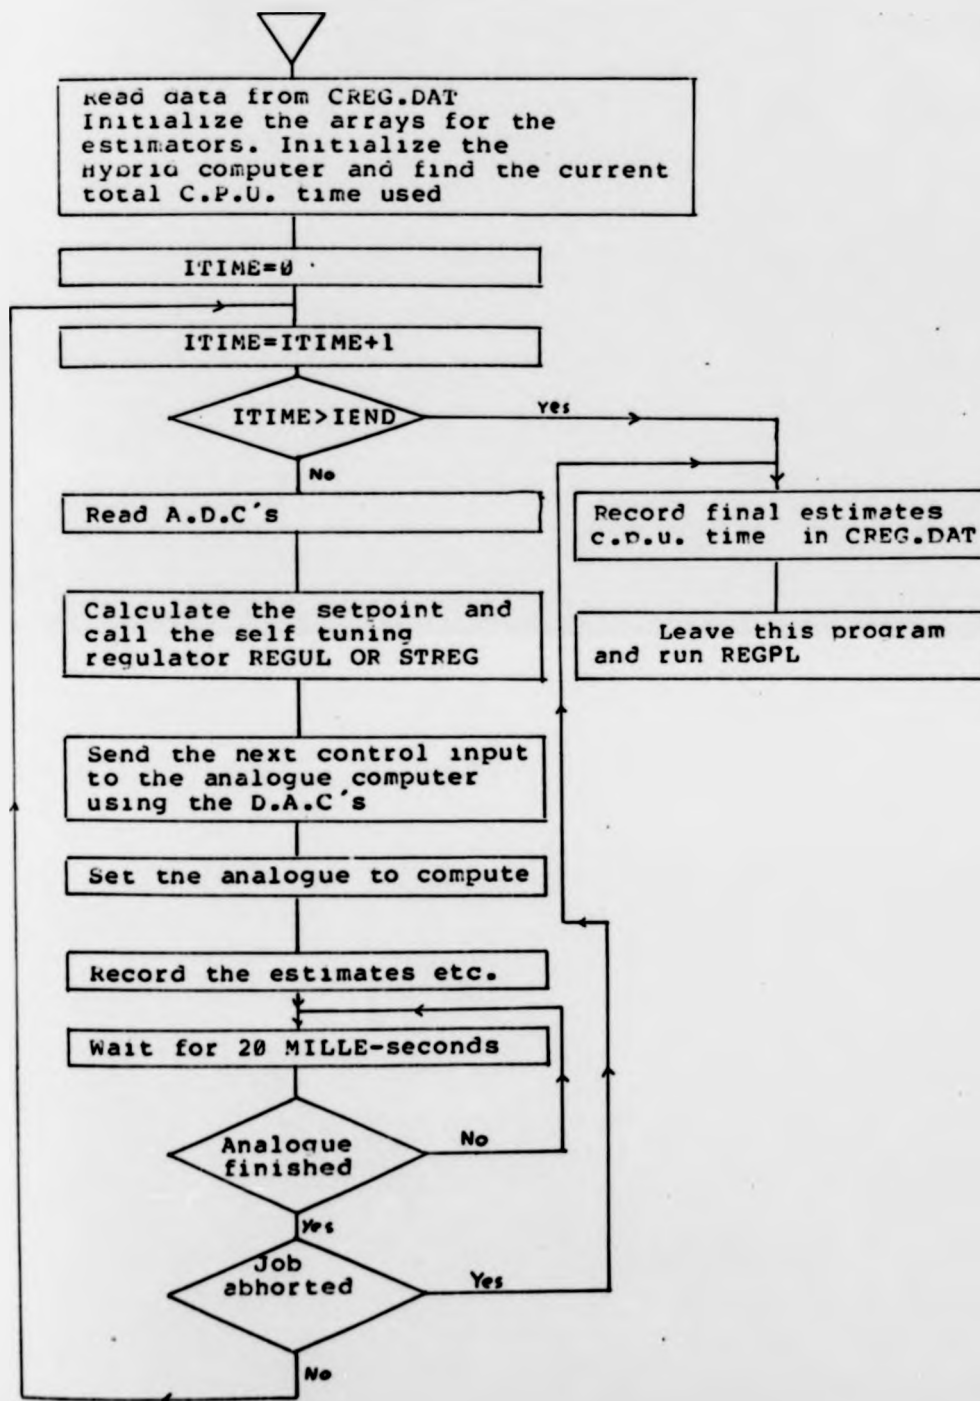 Read data from CREG.DAT
Initialize the arrays for the
estimators. Initialize the
Hybrid computer and find the current
total C.P.U. time used
ITIME=0
ITIME=ITIME+1
ITIME>IEND
Yes
No
Read A.D.C's
Calculate the setpoint and
call the self tuning
regulator REGUL OR STREG
Send the next control input
to the analogue computer
using the D.A.C's
Set the analogue to compute
Record the estimates etc.
Wait for 20 MILLE-seconds
Analogue
finished
No
Yes
Job
abhorted
Yes
No
Record final estimates
c.p.u. time in CREG.DAT
Leave this program
and run REGPL